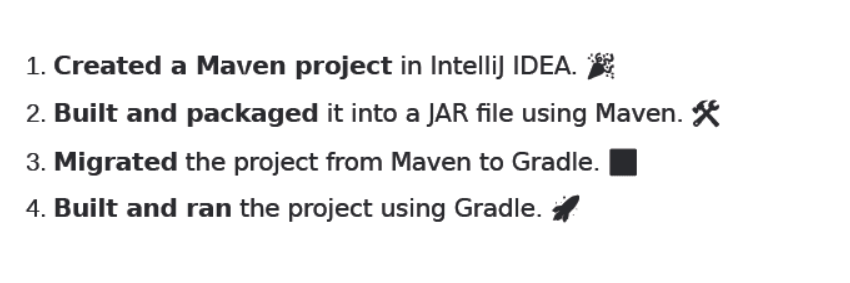 1. Created a Maven project in IntelliJ IDEA. 🎉
2. Built and packaged it into a JAR file using Maven. 🛠
3. Migrated the project from Maven to Gradle. ■
4. Built and ran the project using Gradle. 🚀